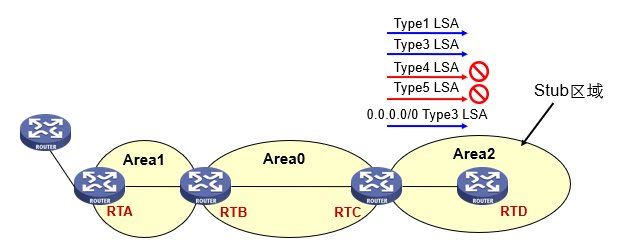 Type1 LSA
Type3 LSA
Type4 LSA
Type5 LSA
0.0.0.0/0 Type3 LSA
Stub区域
ROUTER
Area1
Area0
Area2
ROUTER
ROUTER
ROUTER
ROUTER
RTA
RTB
RTC
RTD